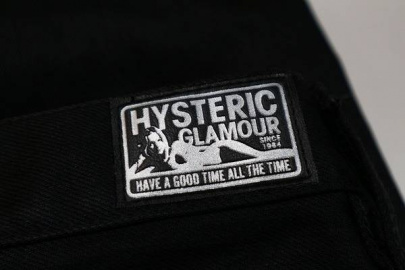 HYSTERIC
GLAMOUR
SINCE
1984
HAVE A GOOD TIME ALL THE TIME